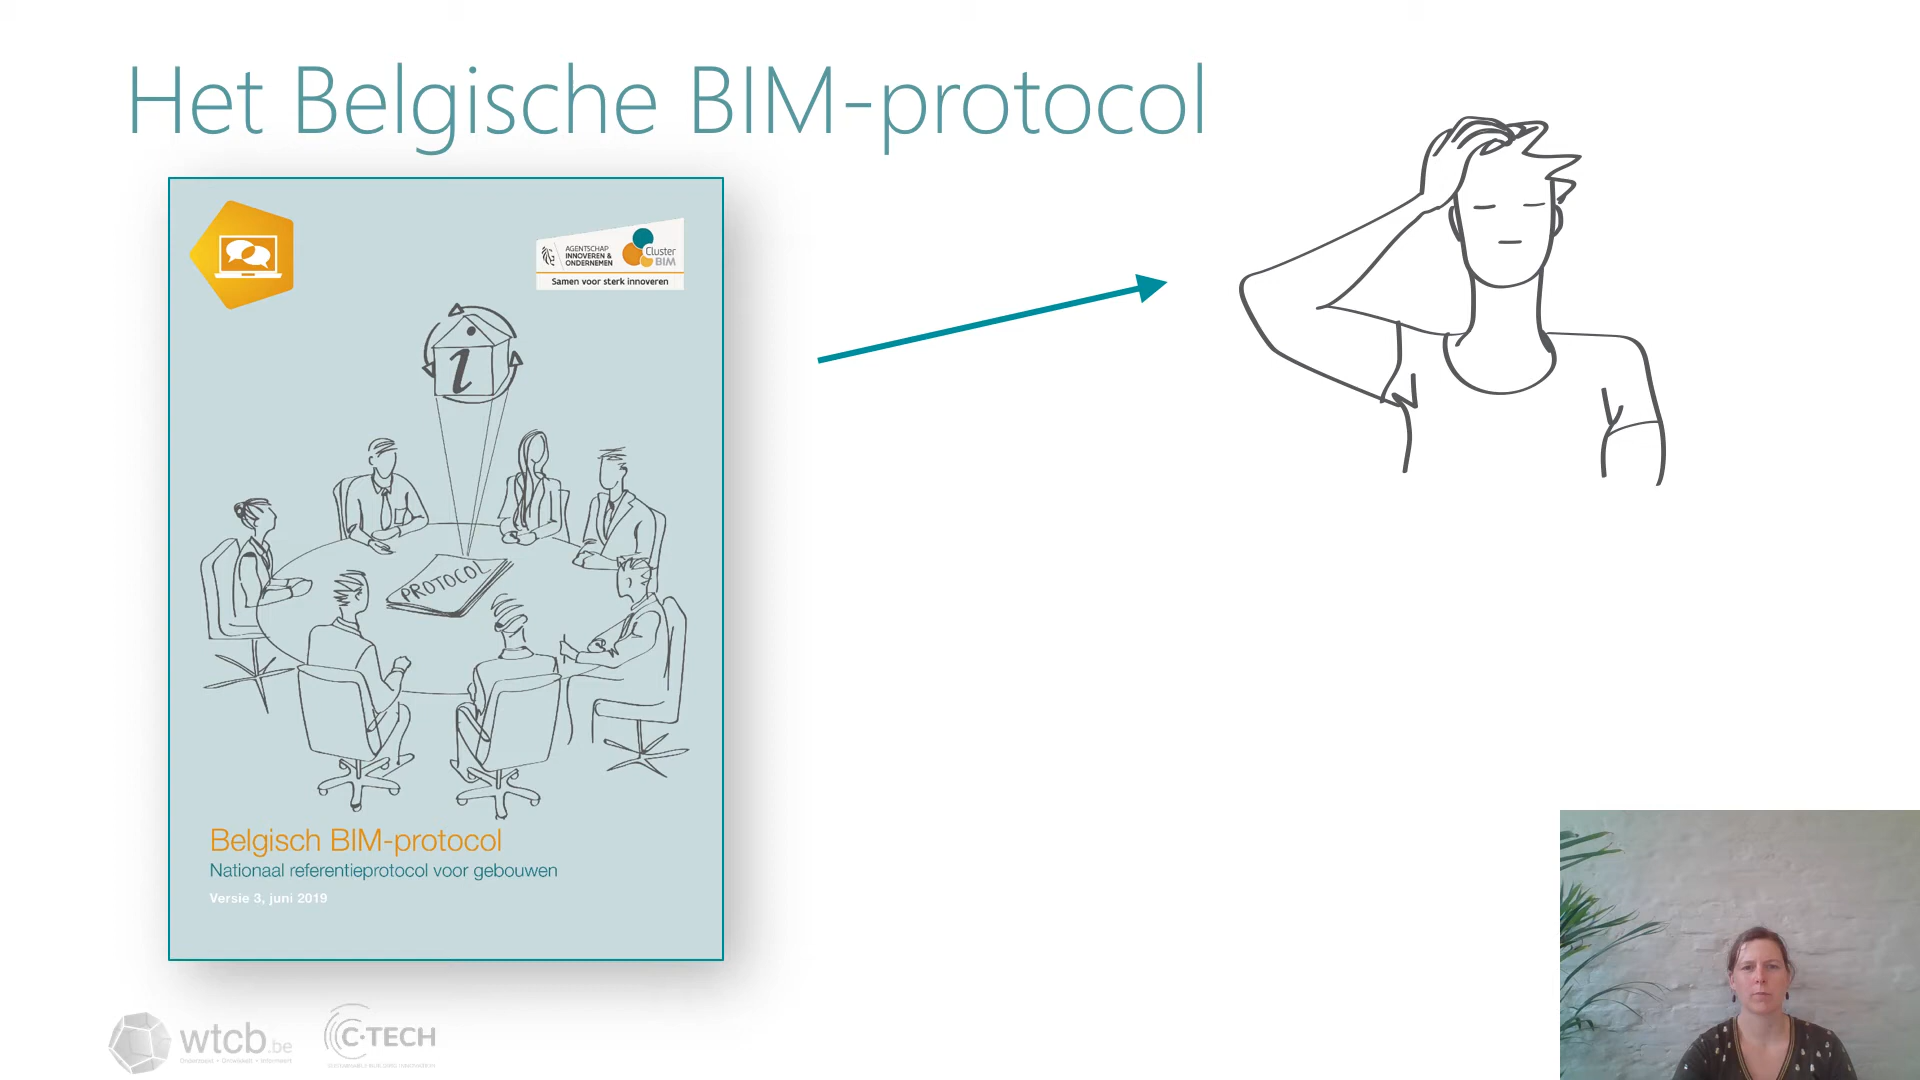 Het Belgische BIM-protocol
AGENTSCHAP
INNOVEREN &
ONDERNEMEN
Cluster
BIM
Samen voor sterk innoveren
i
PROTOCOL
Belgisch BIM-protocol
Nationaal referentieprotocol voor gebouwen
Versie 3, juni 2019
wtcb.be
C-TECH